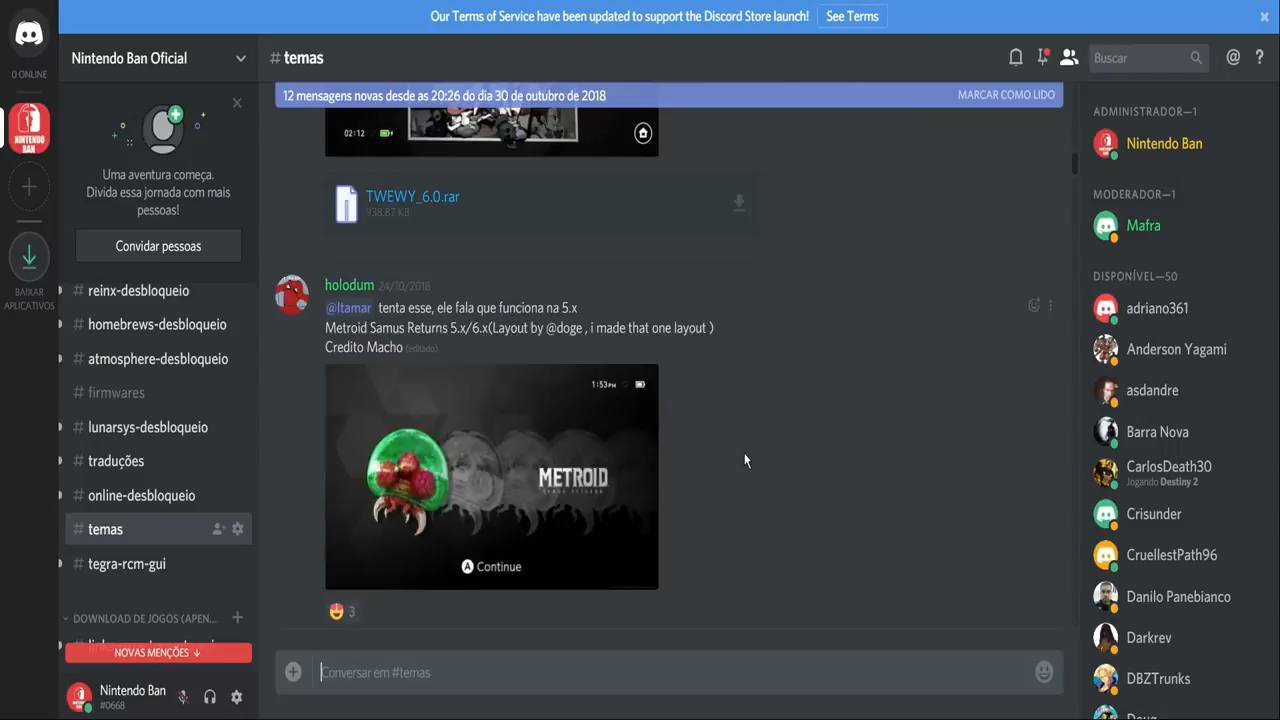 Our Terms of Service have been updated to support the Discord Store launch!
See Terms
0 ONLINE
NINTENDO
BAN
BAIXAR
APLICATIVOS
Nintendo Ban Oficial
Uma aventura começa.
Divida essa jornada com mais
pessoas!
Convidar pessoas
# reinx-desbloqueio
# homebrews-desbloqueio
# atmosphere-desbloqueio
# firmwares
# lunarsys-desbloqueio
# traduções
# online-desbloqueio
# temas
# tegra-rcm-gui
DOWNLOAD DE JOGOS (APEN...
NOVAS MENÇÕES ↓
Nintendo Ban
#0668
# temas
Buscar
12 mensagens novas desde as 20:26 do dia 30 de outubro de 2018
MARCAR COMO LIDO
02:12
TWEWY_6.0.rar
938.87 KB
holodum 24/10/2018
@Itamar tenta esse, ele fala que funciona na 5.x
Metroid Samus Returns 5.x/6.x(Layout by @doge , i made that one layout )
Credito Macho (editado)
1:53PM
METROID
SAMUS RETURNS
A Continue
3
Conversar em #temas
ADMINISTRADOR—1
Nintendo Ban
MODERADOR—1
Mafra
DISPONÍVEL—50
adriano361
Anderson Yagami
asdandre
Barra Nova
CarlosDeath30
Jogando Destiny 2
Crisunder
CruellestPath96
Danilo Panebianco
Darkrev
DBZTrunks